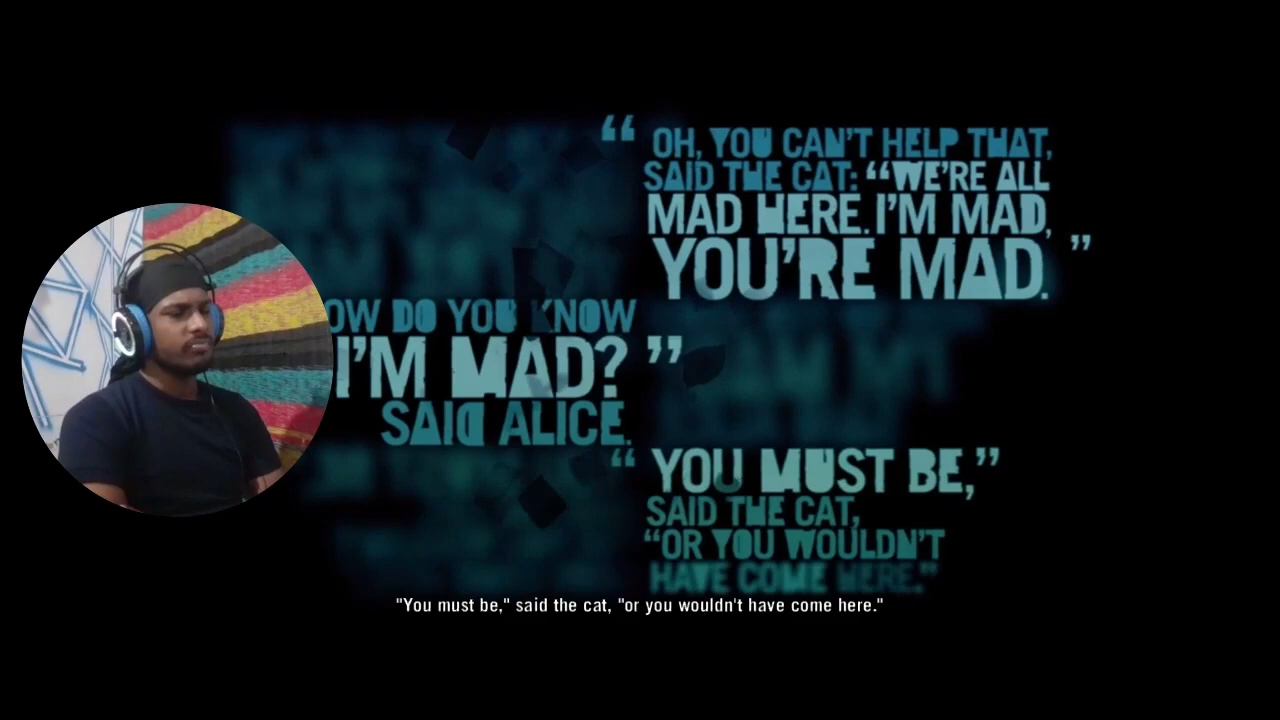 “ OH, YOU CAN'T HELP THAT,
SAID THE CAT: “WE'RE ALL
MAD HERE. I'M MAD,
YOU'RE MAD. ”
OW DO YOU KNOW
I'M MAD? ”
SAID ALICE.
“ YOU MUST BE,”
SAID THE CAT,
“OR YOU WOULDN'T
HAVE COME HERE.”
"You must be," said the cat, "or you wouldn't have come here."